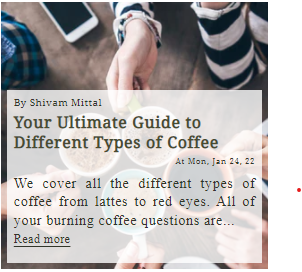 By Shivam Mittal
Your Ultimate Guide to
Different Types of Coffee
At Mon, Jan 24, 22
We cover all the different types of
coffee from lattes to red eyes. All of
your burning coffee questions are...
Read more